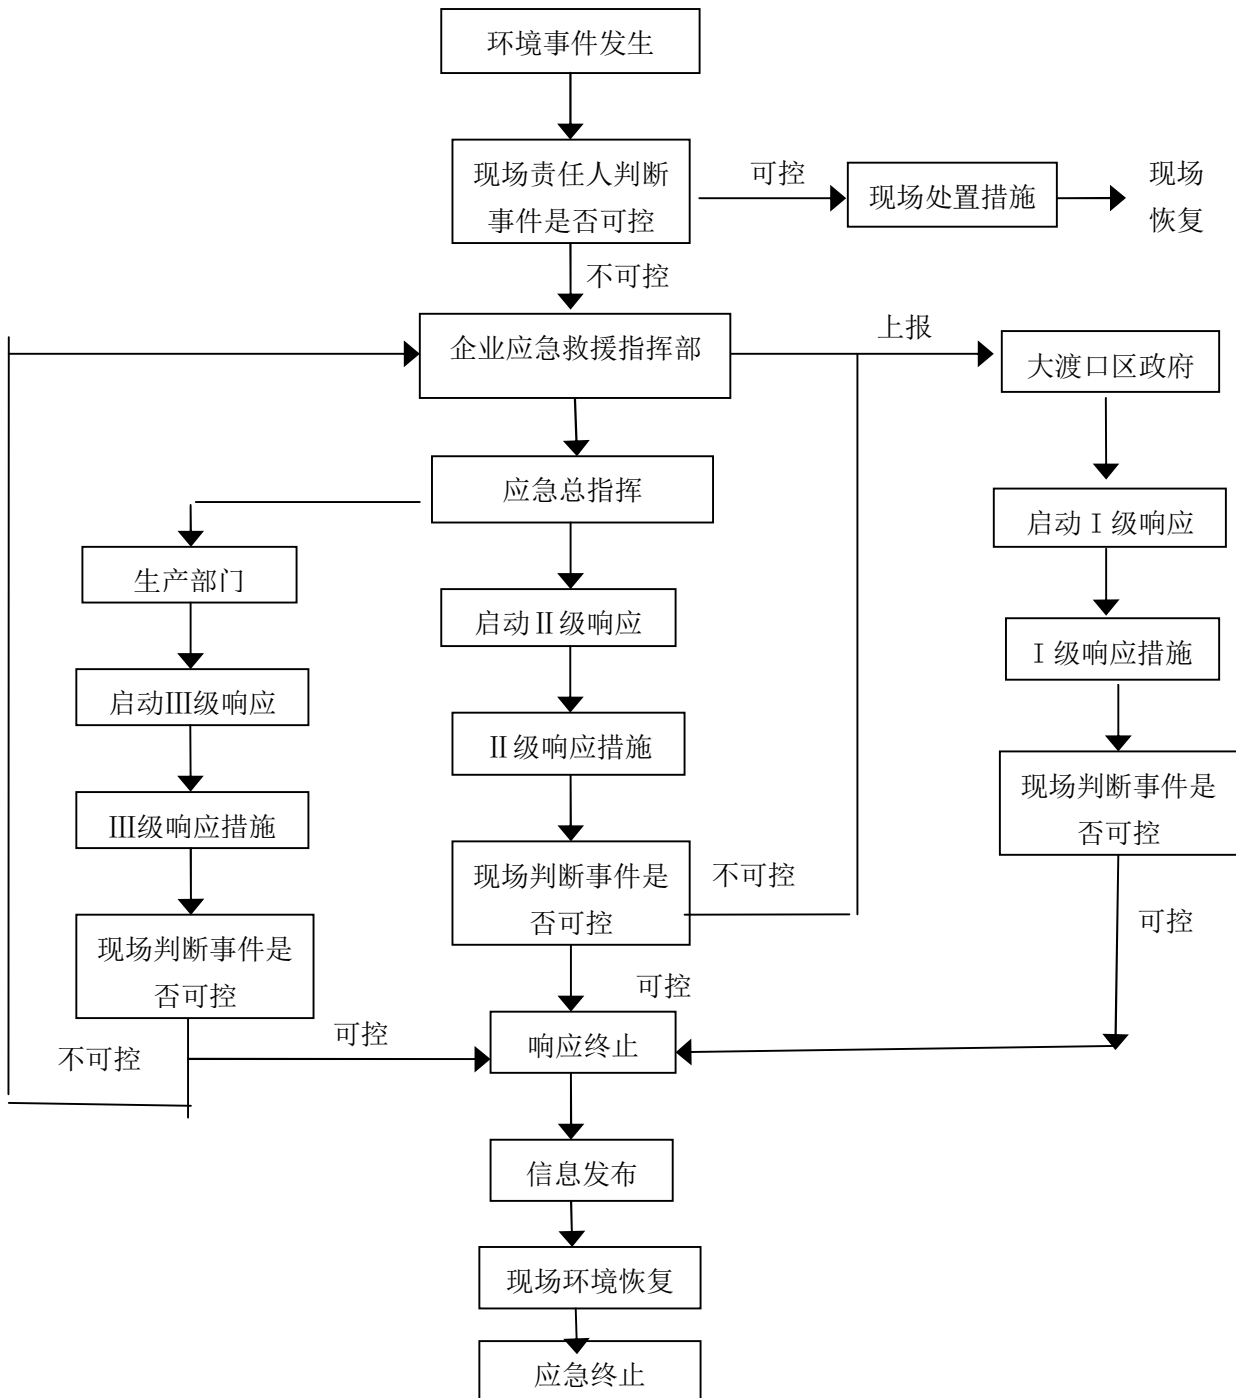 环境事件发生
现场责任人判断
事件是否可控
可控
现场处置措施
现场
恢复
不可控
企业应急救援指挥部
上报
大渡口区政府
应急总指挥
启动Ⅰ级响应
生产部门
启动Ⅱ级响应
Ⅰ级响应措施
启动Ⅲ级响应
Ⅱ级响应措施
现场判断事件是
否可控
Ⅲ级响应措施
现场判断事件是
否可控
不可控
可控
现场判断事件是
否可控
可控
不可控
可控
响应终止
信息发布
现场环境恢复
应急终止